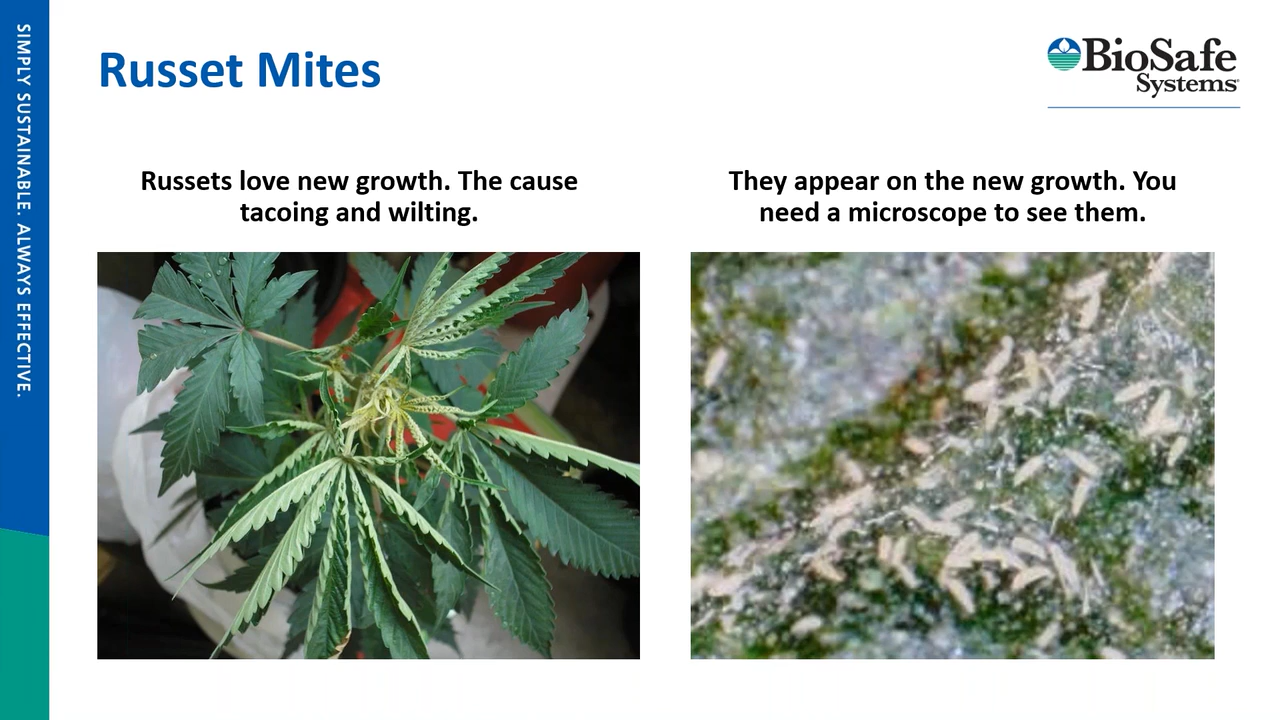 SIMPLY SUSTAINABLE. ALWAYS EFFECTIVE.
Russet Mites
BioSafe
Systems
Russets love new growth. The cause
tacoing and wilting.
They appear on the new growth. You
need a microscope to see them.